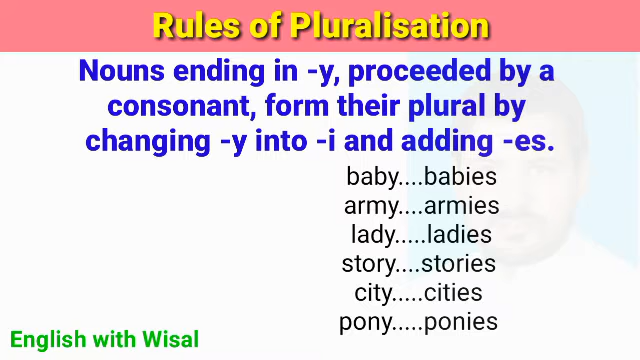 Rules of Pluralisation
Nouns ending in -y, proceeded by a
consonant, form their plural by
changing -y into -i and adding -es.
baby....babies
army....armies
lady.....ladies
story....stories
city.....cities
pony.....ponies
English with Wisal